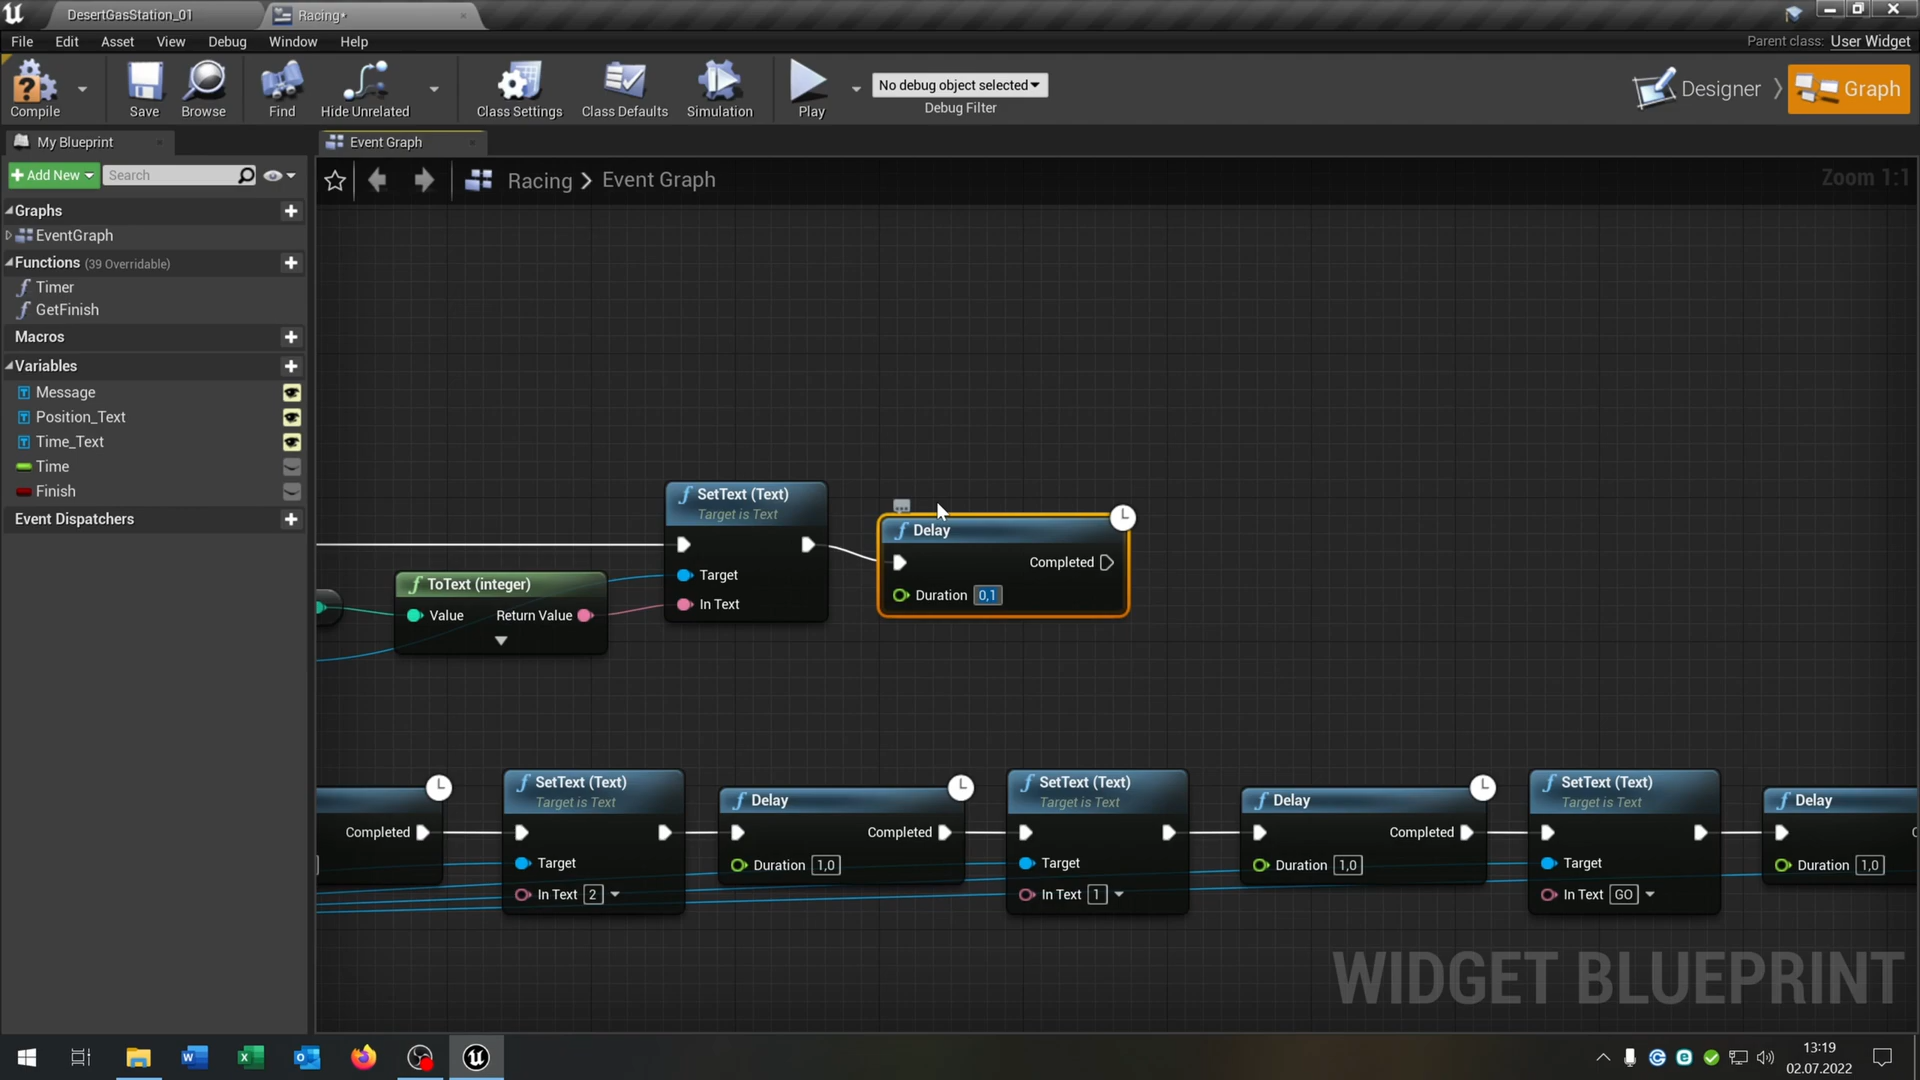 DesertGasStation_01
Racing*
File Edit Asset View Debug Window Help
Parent class: User Widget
Compile
Save
Browse
Find
Hide Unrelated
Class Settings
Class Defaults
Simulation
Play
No debug object selected
Debug Filter
Designer
Graph
My Blueprint
Event Graph
Add New
Search
Racing > Event Graph
Zoom 1:1
Graphs
EventGraph
Functions (39 Overridable)
Timer
GetFinish
Macros
Variables
Message
Position_Text
Time_Text
Time
Finish
Event Dispatchers
SetText (Text)
Target is Text
Target
In Text
Delay
Completed
Duration 0,1
ToText (integer)
Value
Return Value
Completed
SetText (Text)
Target is Text
Target
In Text 2
Delay
Completed
Duration 1,0
SetText (Text)
Target is Text
Target
In Text 1
Delay
Completed
Duration 1,0
SetText (Text)
Target is Text
Target
In Text GO
Delay
Duration 1,0
WIDGET BLUEPRINT
13:19
02.07.2022